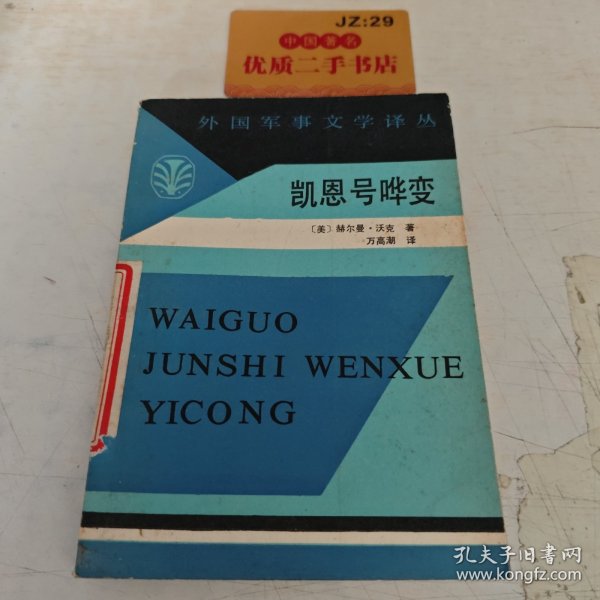 JZ:29
中国著名
优质二手书店
外国军事文学译丛
凯恩号哗变
〔美〕赫尔曼·沃克 著
万高潮 译
WAIGUO
JUNSHI WENXUE
YICONG
孔夫子旧书网
www.kongfz.com